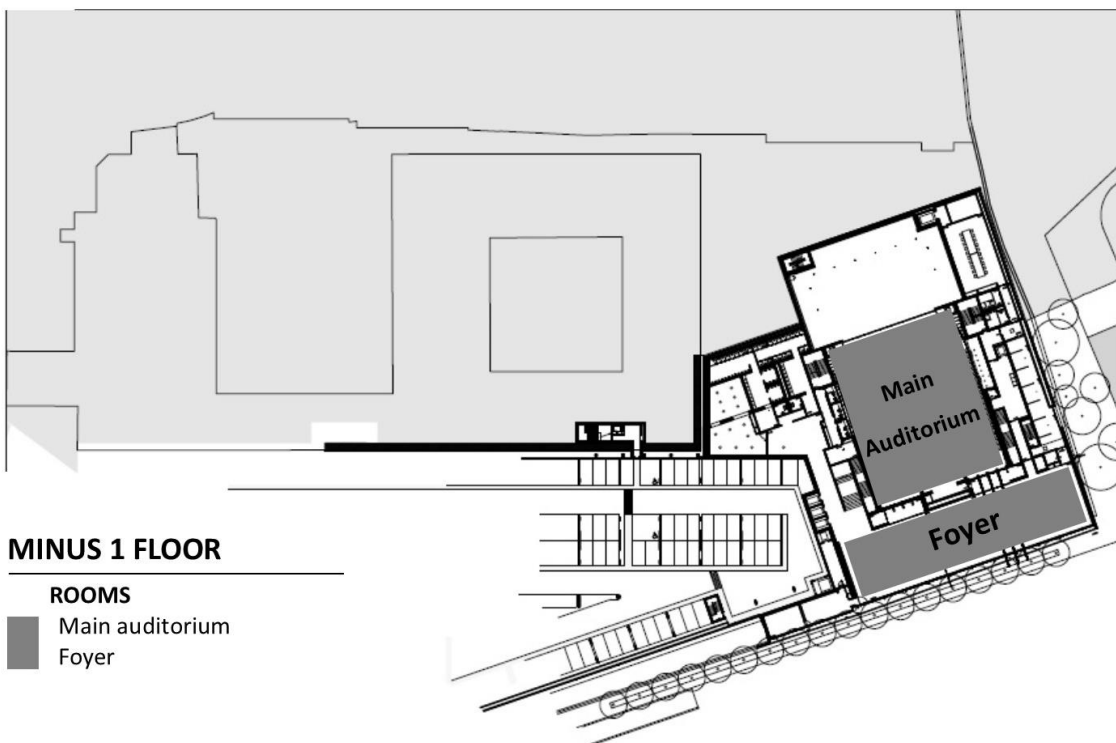 Main
Auditorium
Foyer
MINUS 1 FLOOR
ROOMS
Main auditorium
Foyer